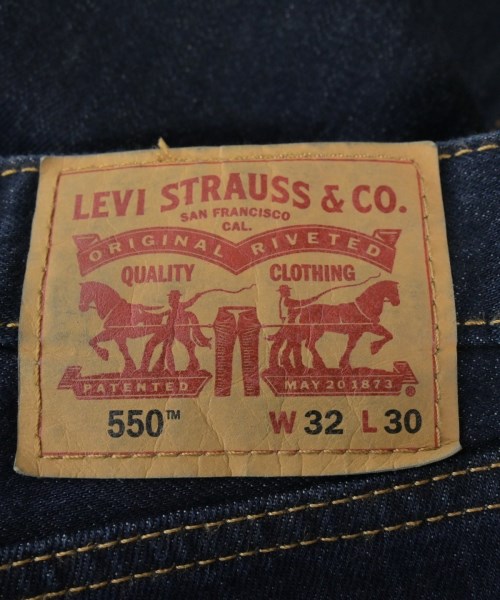 LEVI STRAUSS & CO.
SAN FRANCISCO
CAL.
ORIGINAL RIVETED
QUALITY CLOTHING
PATENTED MAY 20 1873
®
550™ W 32 L 30